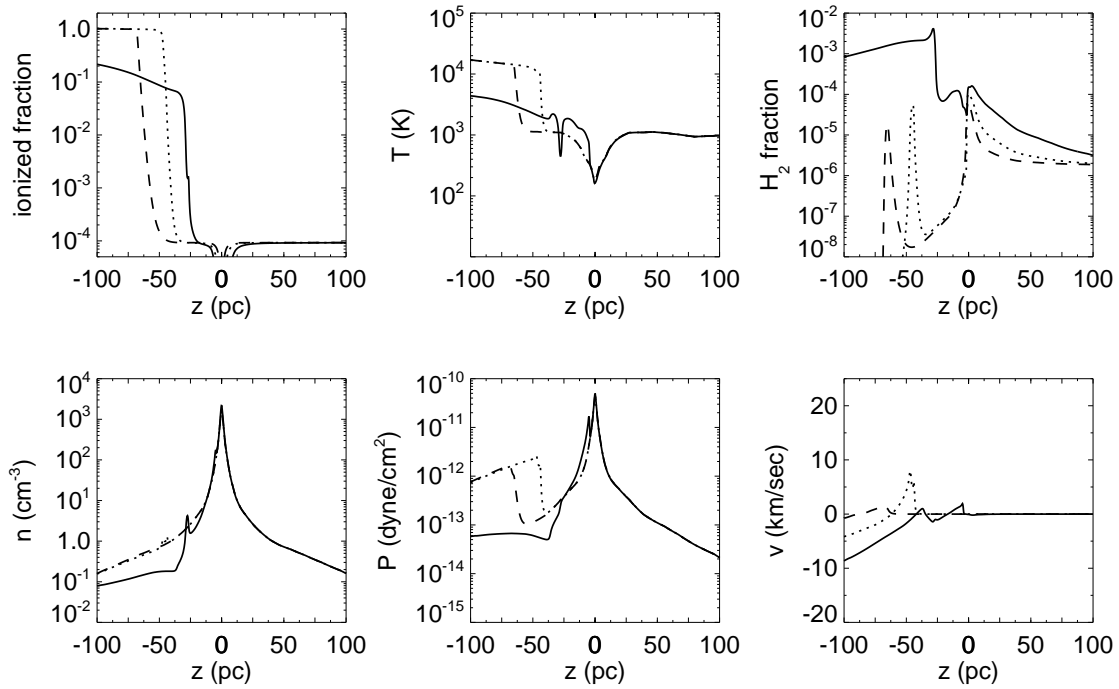 ionized fraction
1.0
10^-1
10^-2
10^-3
10^-4
-100 -50 0 50 100
z (pc)
T (K)
10^5
10^4
10^3
10^2
-100 -50 0 50 100
z (pc)
H_2 fraction
10^-2
10^-3
10^-4
10^-5
10^-6
10^-7
10^-8
-100 -50 0 50 100
z (pc)
n (cm^-3)
10^4
10^3
10^2
10^1
1.0
10^-1
10^-2
-100 -50 0 50 100
z (pc)
P (dyne/cm^2)
10^-10
10^-11
10^-12
10^-13
10^-14
10^-15
-100 -50 0 50 100
z (pc)
v (km/sec)
20
10
0
-10
-20
-100 -50 0 50 100
z (pc)